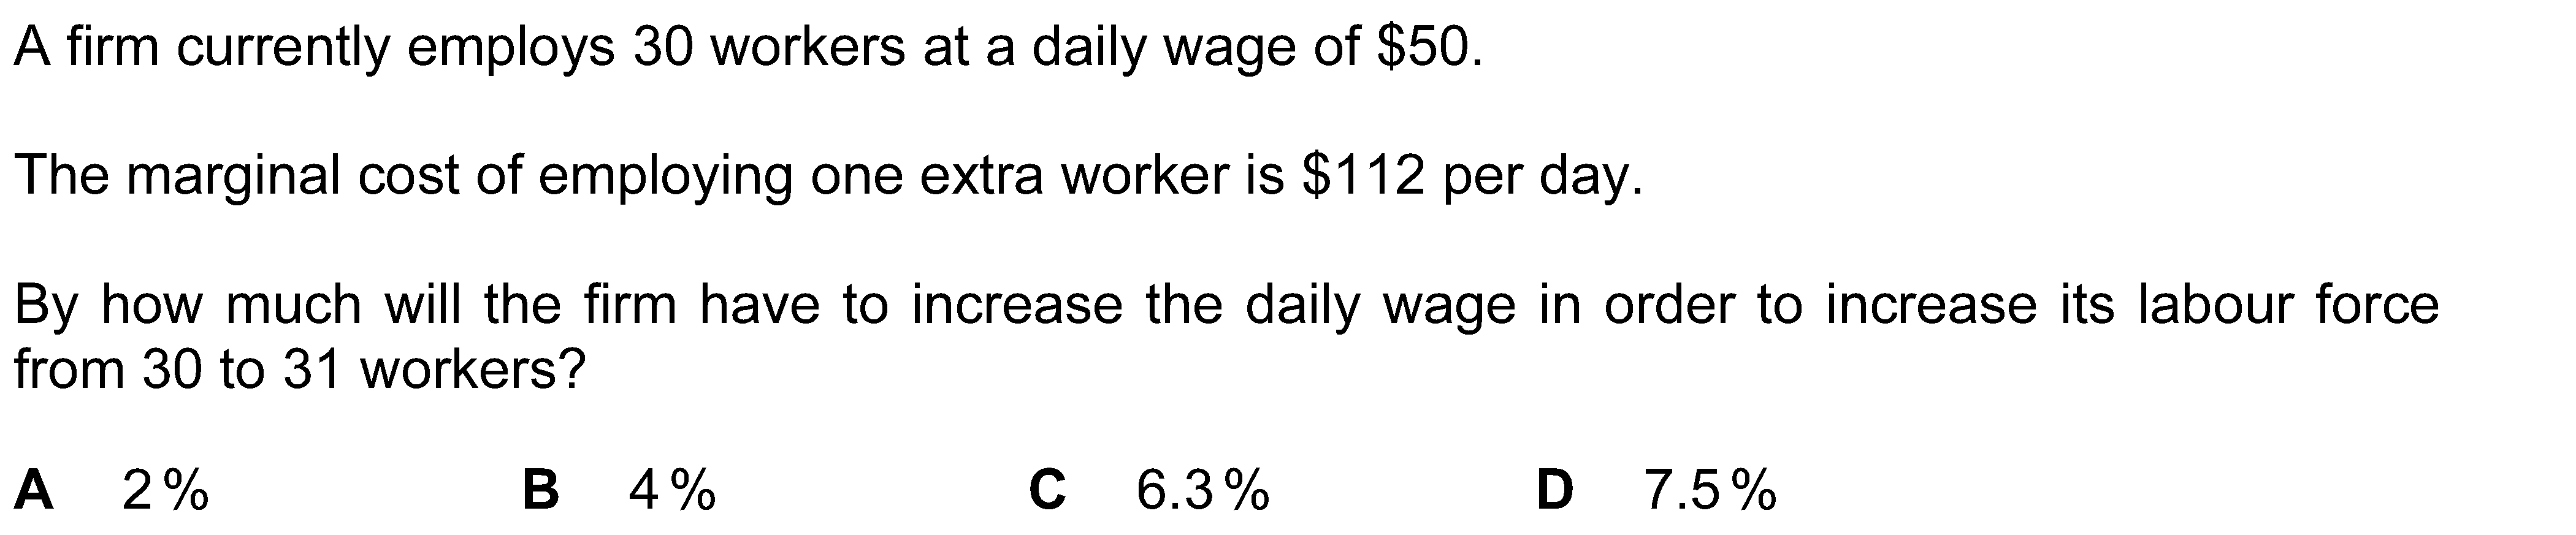 A firm currently employs 30 workers at a daily wage of $50.
The marginal cost of employing one extra worker is $112 per day.
By how much will the firm have to increase the daily wage in order to increase its labour force
from 30 to 31 workers?
A 2% B 4% C 6.3% D 7.5%